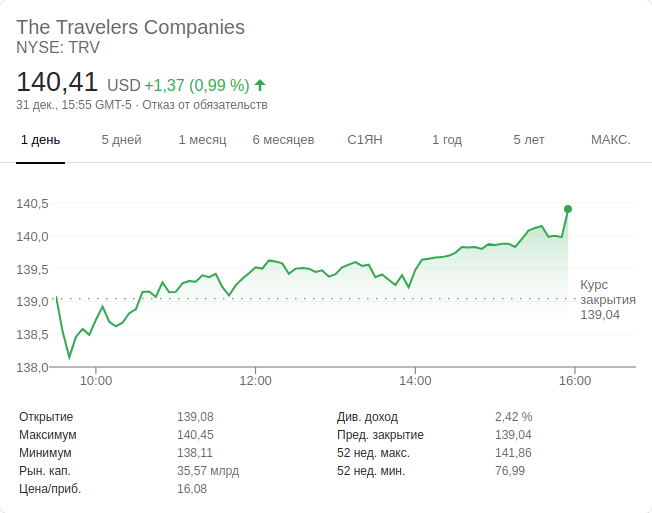 The Travelers Companies
NYSE: TRV
140,41 USD +1,37 (0,99 %)
31 дек., 15:55 GMT-5 · Отказ от обязательств
1 день 5 дней 1 месяц 6 месяцев С1ЯН 1 год 5 лет МАКС.
140,5
140,0
139,5
139,0
138,5
138,0
Курс
закрытия
139,04
10:00 12:00 14:00 16:00
Открытие 139,08 Див. доход 2,42 %
Максимум 140,45 Пред. закрытие 139,04
Минимум 138,11 52 нед. макс. 141,86
Рын. кап. 35,57 млрд 52 нед. мин. 76,99
Цена/приб. 16,08